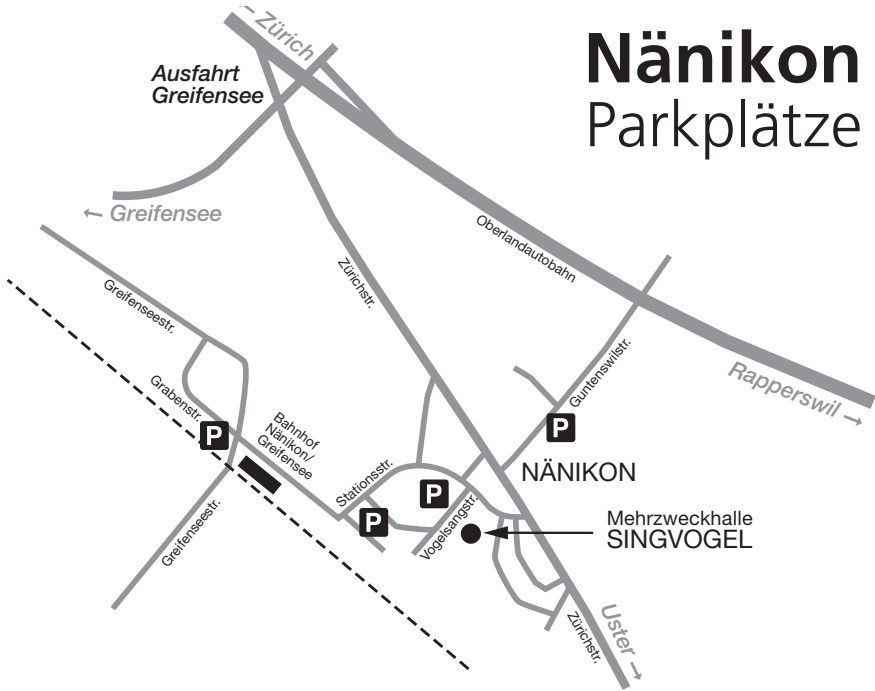 Nänikon
Parkplätze
← Zürich
Ausfahrt
Greifensee
← Greifensee
Oberlandautobahn
Zürichstr.
Greifenseestr.
Rapperswil →
Guntenswilstr.
Grabenstr.
P
P
Bahnhof
Nänikon/
Greifensee
NÄNIKON
Stationsstr.
P
P
Vogelsangstr.
Mehrzweckhalle
SINGVOGEL
Greifenseestr.
Zürichstr.
Uster →